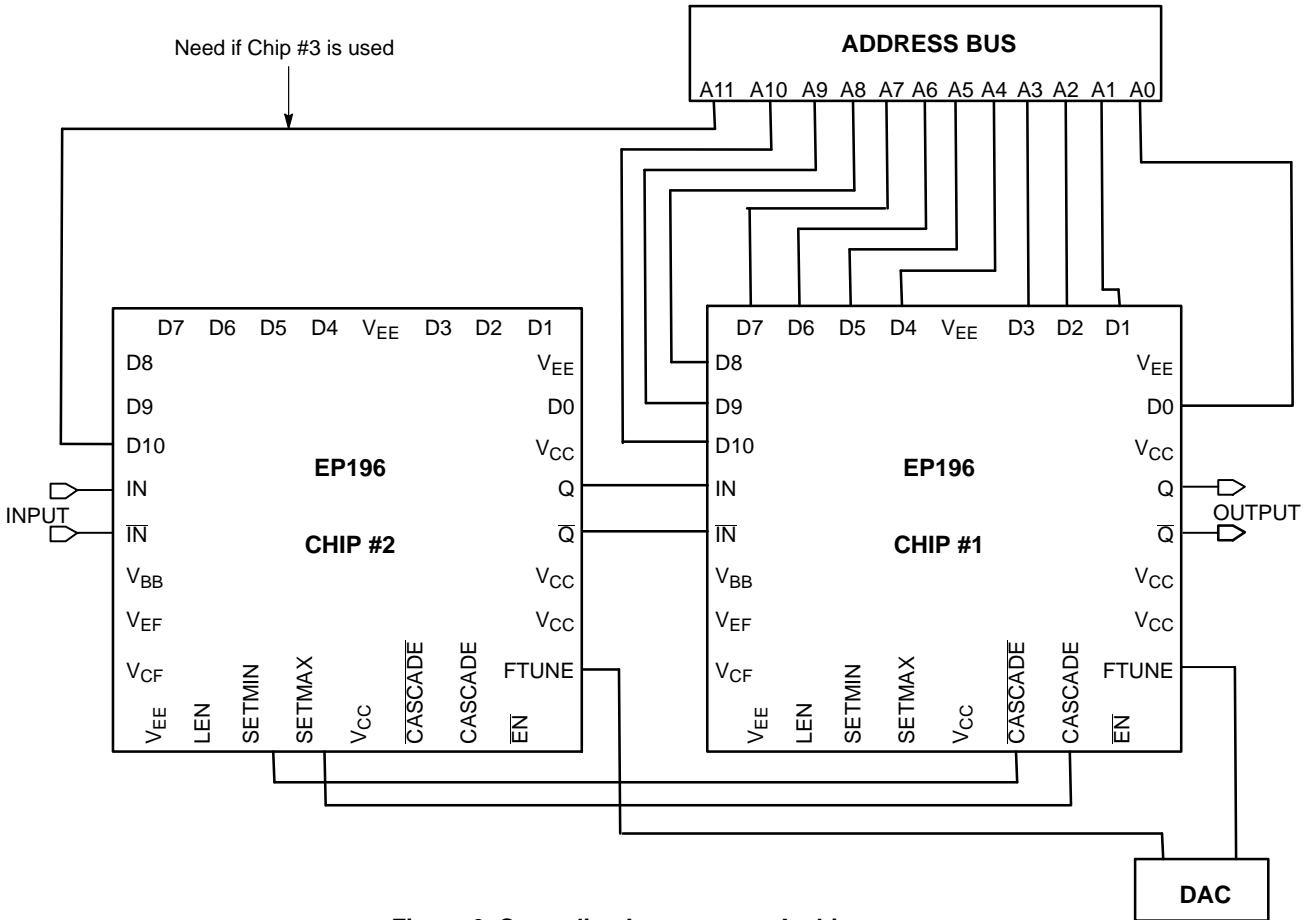 Need if Chip #3 is used
ADDRESS BUS
A11 A10 A9 A8 A7 A6 A5 A4 A3 A2 A1 A0
D7 D6 D5 D4 VEE D3 D2 D1
D8
D9
D10
IN
IN
VBB
VEF
VCF
VEE
LEN
SETMIN
SETMAX
VCC
CASCADE
CASCADE
EN
VEE
D0
VCC
Q
Q
VCC
VCC
FTUNE
EP196
CHIP #2
INPUT
D7 D6 D5 D4 VEE D3 D2 D1
D8
D9
D10
IN
IN
VBB
VEF
VCF
VEE
LEN
SETMIN
SETMAX
VCC
CASCADE
CASCADE
EN
VEE
D0
VCC
Q
Q
VCC
VCC
FTUNE
EP196
CHIP #1
OUTPUT
DAC